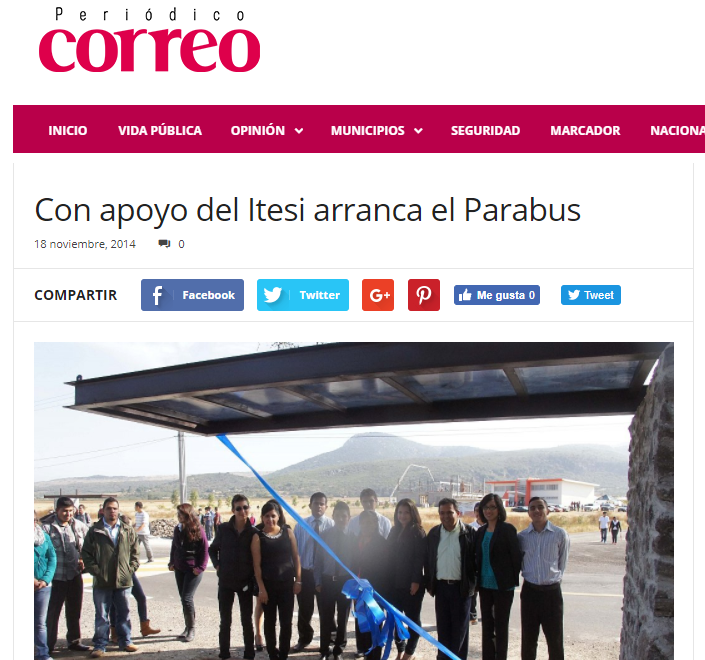 Periódico
correo
INICIO VIDA PÚBLICA OPINIÓN MUNICIPIOS SEGURIDAD MARCADOR NACIONA
Con apoyo del Itesi arranca el Parabus
18 noviembre, 2014 0
COMPARTIR Facebook Twitter G+ Me gusta 0 Tweet